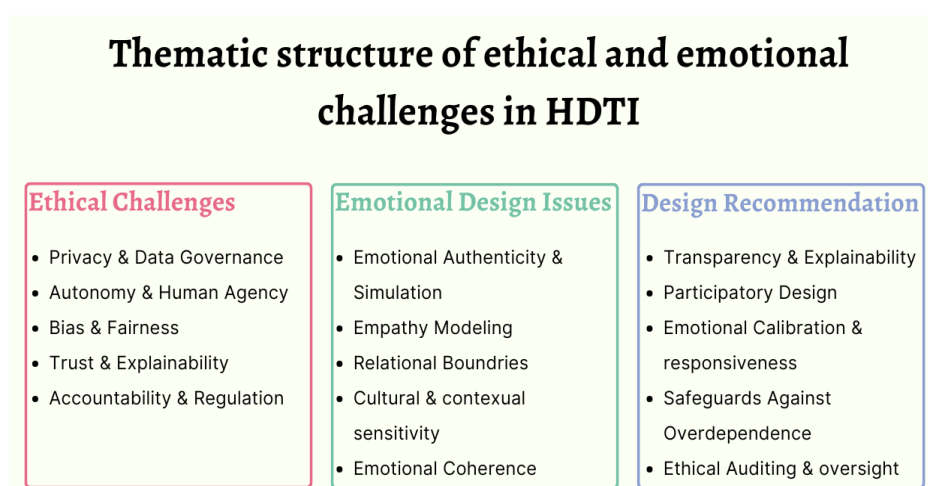 Thematic structure of ethical and emotional
challenges in HDTI
Ethical Challenges
• Privacy & Data Governance
• Autonomy & Human Agency
• Bias & Fairness
• Trust & Explainability
• Accountability & Regulation
Emotional Design Issues
• Emotional Authenticity &
Simulation
• Empathy Modeling
• Relational Boundries
• Cultural & contexual
sensitivity
• Emotional Coherence
Design Recommendation
• Transparency & Explainability
• Participatory Design
• Emotional Calibration &
responsiveness
• Safeguards Against
Overdependence
• Ethical Auditing & oversight